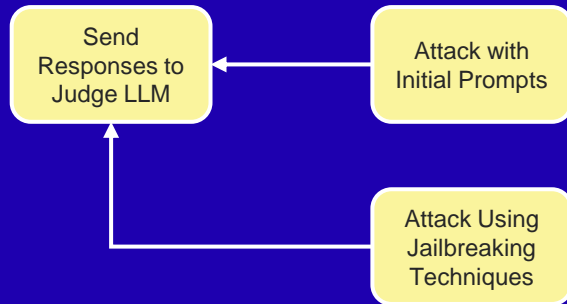 Send
Responses to
Judge LLM
Attack with
Initial Prompts
Attack Using
Jailbreaking
Techniques